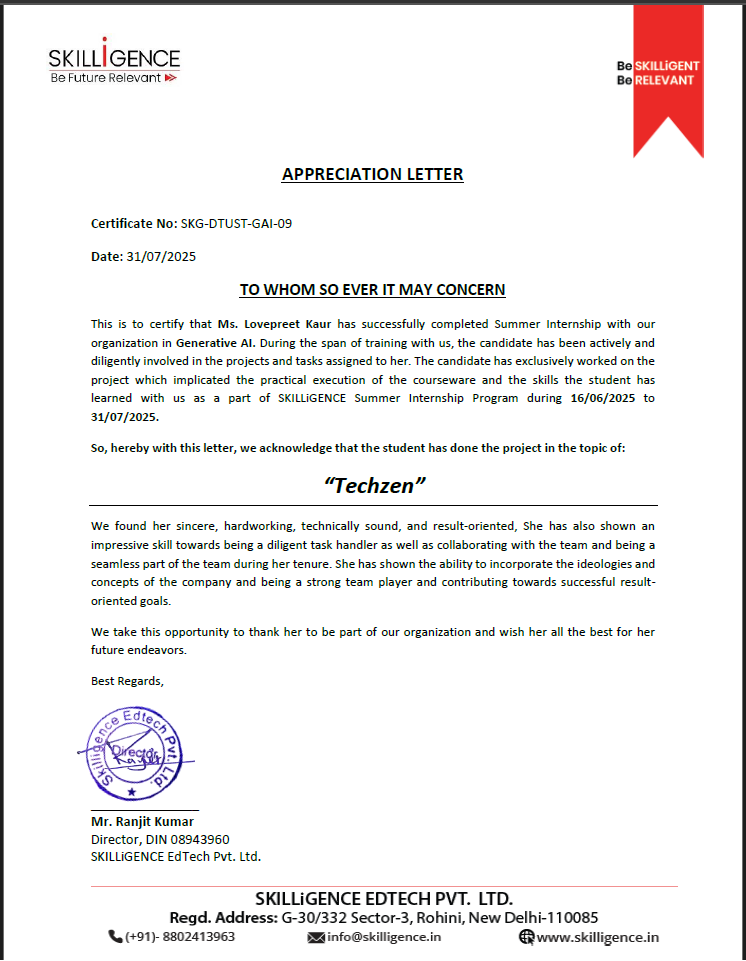 SKILLiGENCE
Be Future Relevant
Be SKILLiGENT
Be RELEVANT
APPRECIATION LETTER
Certificate No: SKG-DTUST-GAI-09
Date: 31/07/2025
TO WHOM SO EVER IT MAY CONCERN
This is to certify that Ms. Lovepreet Kaur has successfully completed Summer Internship with our
organization in Generative AI. During the span of training with us, the candidate has been actively and
diligently involved in the projects and tasks assigned to her. The candidate has exclusively worked on the
project which implicated the practical execution of the courseware and the skills the student has
learned with us as a part of SKILLiGENCE Summer Internship Program during 16/06/2025 to
31/07/2025.
So, hereby with this letter, we acknowledge that the student has done the project in the topic of:
“Techzen”
We found her sincere, hardworking, technically sound, and result-oriented, She has also shown an
impressive skill towards being a diligent task handler as well as collaborating with the team and being a
seamless part of the team during her tenure. She has shown the ability to incorporate the ideologies and
concepts of the company and being a strong team player and contributing towards successful result-
oriented goals.
We take this opportunity to thank her to be part of our organization and wish her all the best for her
future endeavors.
Best Regards,
Skilligence Edtech Pvt. Ltd.
Director
Mr. Ranjit Kumar
Director, DIN 08943960
SKILLiGENCE EdTech Pvt. Ltd.
SKILLiGENCE EDTECH PVT. LTD.
Regd. Address: G-30/332 Sector-3, Rohini, New Delhi-110085
(+91)- 8802413963 info@skilligence.in www.skilligence.in